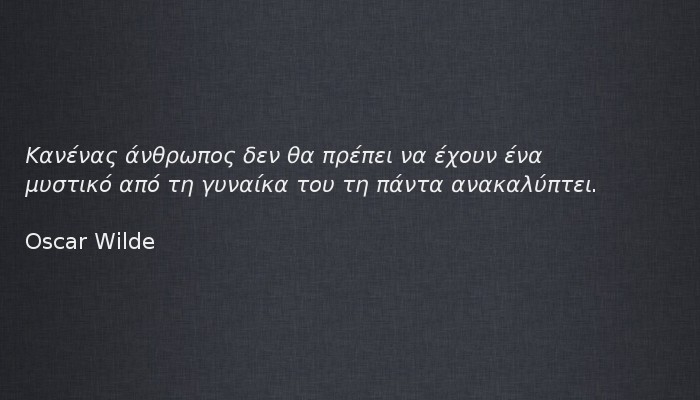 Κανένας άνθρωπος δεν θα πρέπει να έχουν ένα
μυστικό από τη γυναίκα του τη πάντα ανακαλύπτει.
Oscar Wilde